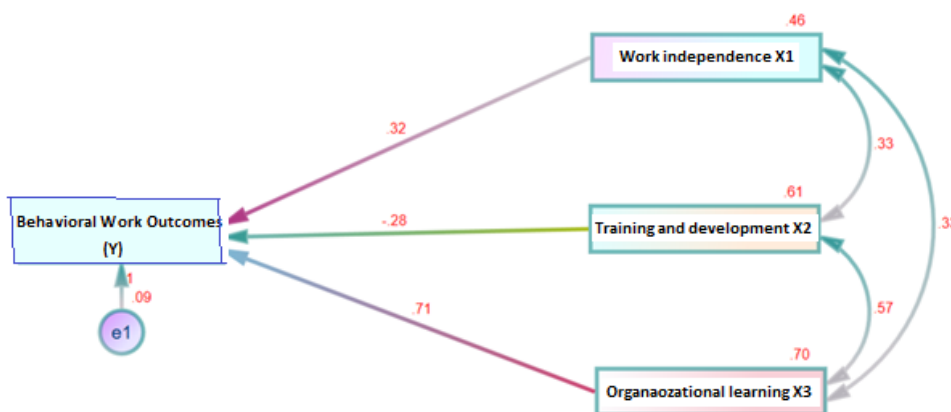 .46
Work independence X1
.32
.33
.61
Behavioral Work Outcomes
(Y)
-.28
Training and development X2
1
.09
e1
.71
.57
.70
Organaozational learning X3